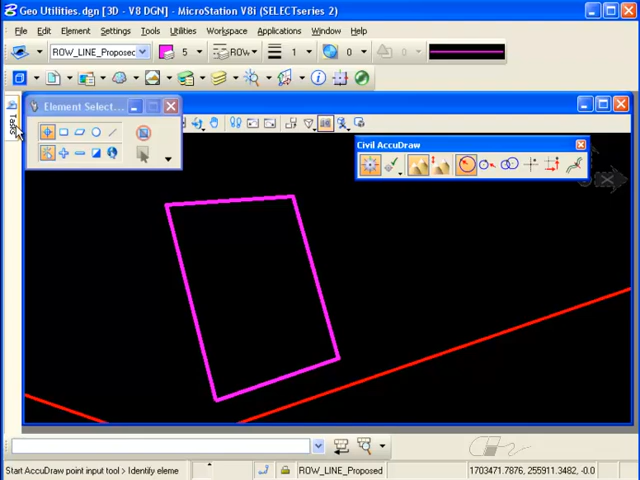 Geo Utilities.dgn [3D - V8 DGN] - MicroStation V8i (SELECTseries 2)
File Edit Element Settings Tools Utilities Workspace Applications Window Help
ROW_LINE_Proposed 5 ROW 1 0
Element Select...
Tasks
Civil AccuDraw
Start AccuDraw point input tool > Identify eleme ROW_LINE_Proposed 1703471.7876, 255911.3482, -0.0